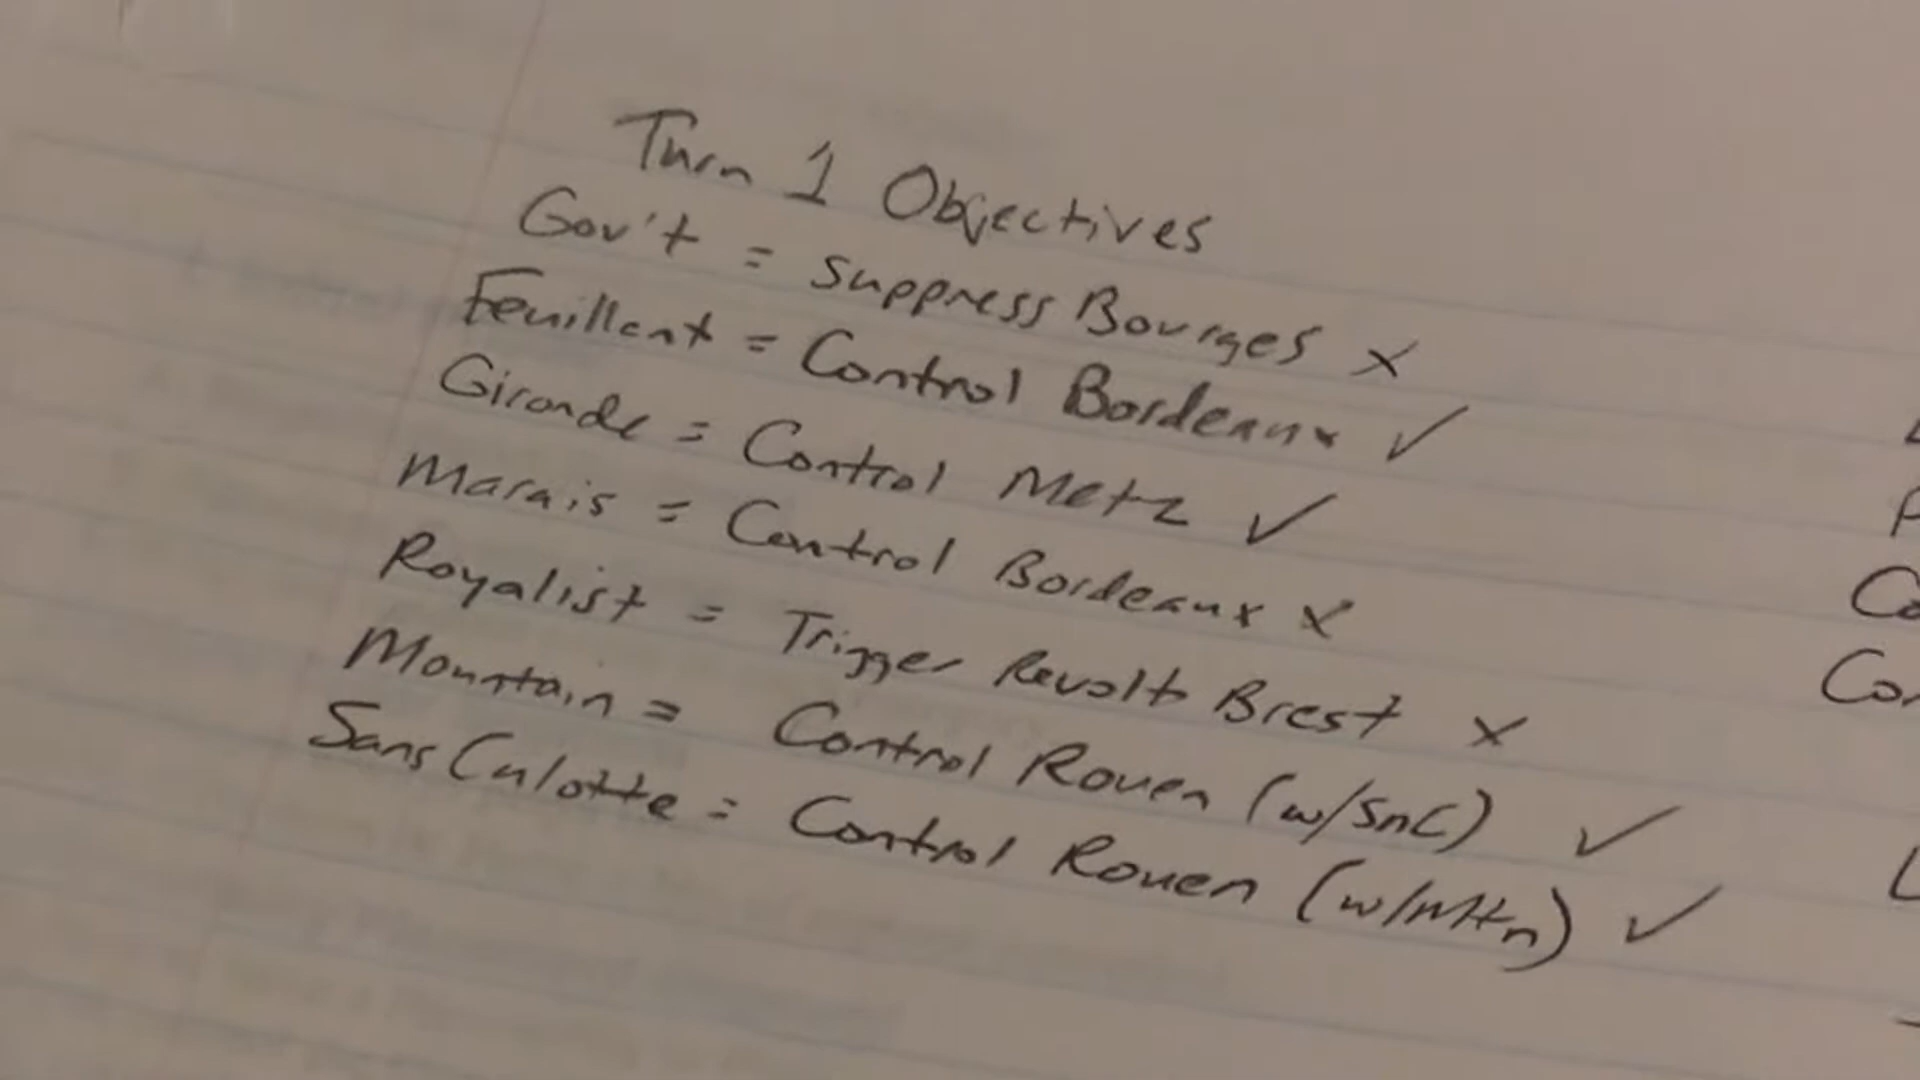 Turn 1 Objectives
Gov't = suppress Bourges x
Feuillant = Control Bordeaux ✓
Gironde = Control Metz ✓
Marais = Control Bordeaux x
Royalist = Trigger Revolt Brest x
Mountain = Control Rouen (w/SnC) ✓
Sans Culotte = Control Rouen (w/Mtn) ✓